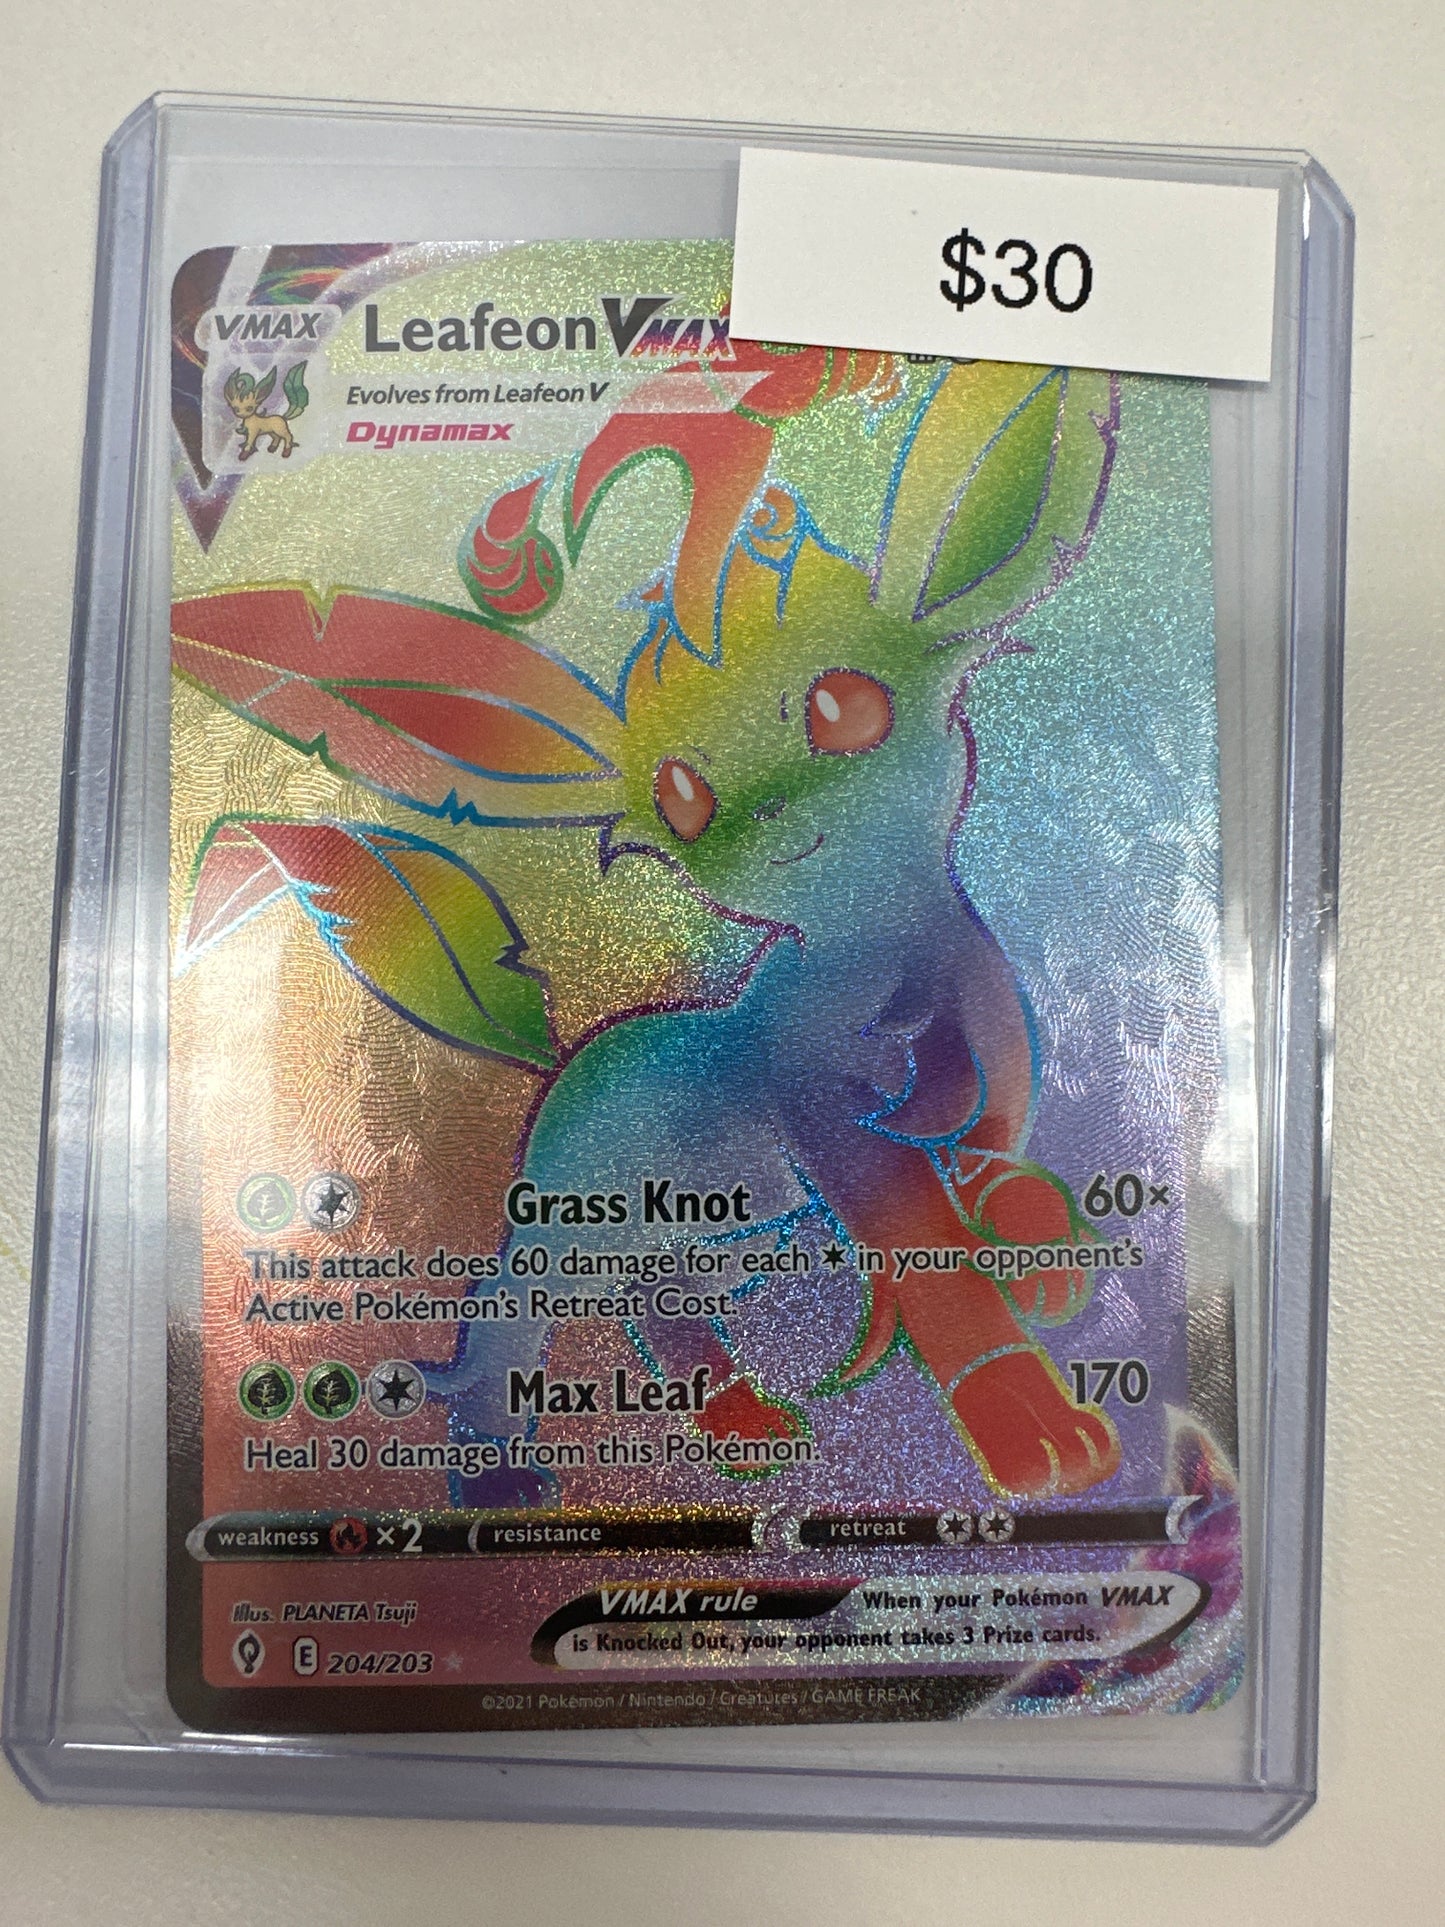 $30
VMAX Leafeon VMAX
Evolves from Leafeon V
Dynamax
Grass Knot 60×
This attack does 60 damage for each in your opponent's
Active Pokémon's Retreat Cost.
Max Leaf 170
Heal 30 damage from this Pokémon.
weakness ×2 resistance retreat
Illus. PLANETA Tsuji
VMAX rule When your Pokémon VMAX
is Knocked Out, your opponent takes 3 Prize cards.
E 204/203
©2021 Pokémon / Nintendo / Creatures / GAME FREAK